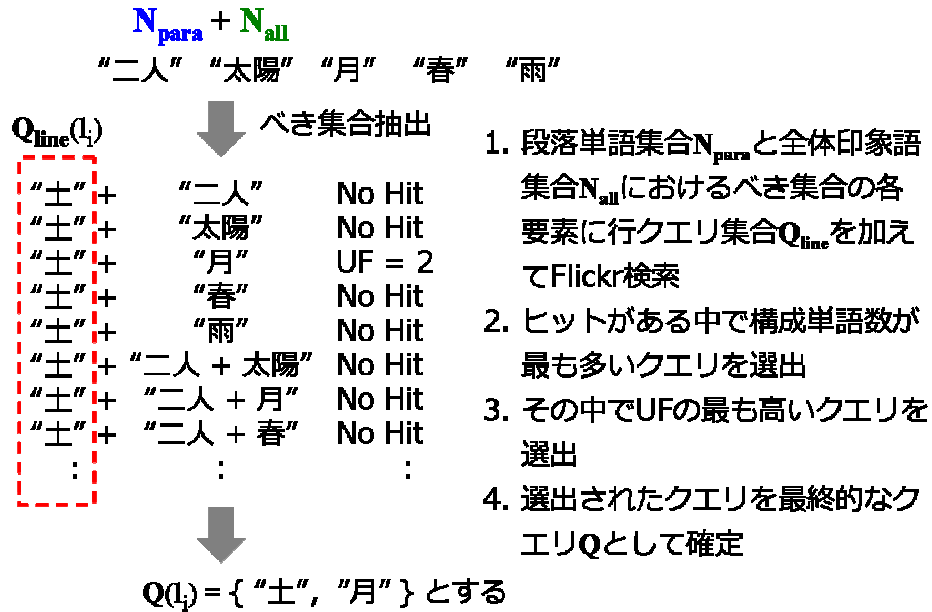 Npara + Nall
“二人” “太陽” “月” “春” “雨”
べき集合抽出
Qline(li)
“土” + “二人” No Hit
“土” + “太陽” No Hit
“土” + “月” UF = 2
“土” + “春” No Hit
“土” + “雨” No Hit
“土” + “二人 + 太陽” No Hit
“土” + “二人 + 月” No Hit
“土” + “二人 + 春” No Hit
: : :
Q(li) = { “土”, ”月” } とする
1. 段落単語集合Nparaと全体印象語
集合Nallにおけるべき集合の各
要素に行クエリ集合Qlineを加え
てFlickr検索
2. ヒットがある中で構成単語数が
最も多いクエリを選出
3. その中でUFの最も高いクエリを
選出
4. 選出されたクエリを最終的なク
エリQとして確定